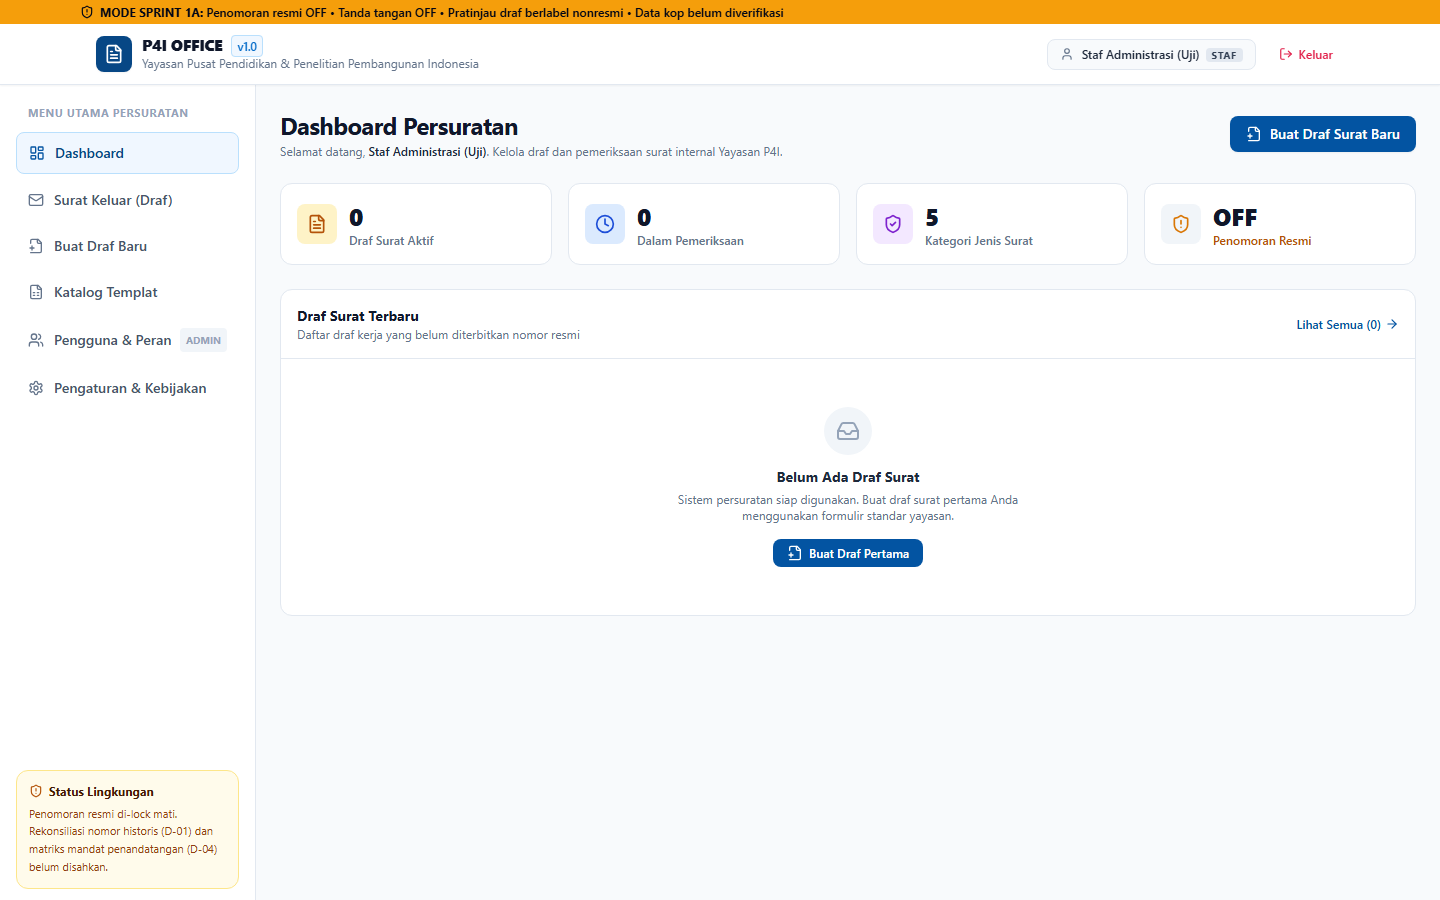 MODE SPRINT 1A: Penomoran resmi OFF • Tanda tangan OFF • Pratinjau draf berlabel nonresmi • Data kop belum diverifikasi
P4I OFFICE v1.0
Yayasan Pusat Pendidikan & Penelitian Pembangunan Indonesia
Staf Administrasi (Uji) STAF
Keluar
MENU UTAMA PERSURATAN
Dashboard
Surat Keluar (Draf)
Buat Draf Baru
Katalog Templat
Pengguna & Peran ADMIN
Pengaturan & Kebijakan
Status Lingkungan
Penomoran resmi di-lock mati.
Rekonsiliasi nomor historis (D-01) dan
matriks mandat penandatangan (D-04)
belum disahkan.
Dashboard Persuratan
Selamat datang, Staf Administrasi (Uji). Kelola draf dan pemeriksaan surat internal Yayasan P4I.
Buat Draf Surat Baru
0
Draf Surat Aktif
0
Dalam Pemeriksaan
5
Kategori Jenis Surat
OFF
Penomoran Resmi
Draf Surat Terbaru
Daftar draf kerja yang belum diterbitkan nomor resmi
Lihat Semua (0)
Belum Ada Draf Surat
Sistem persuratan siap digunakan. Buat draf surat pertama Anda
menggunakan formulir standar yayasan.
Buat Draf Pertama